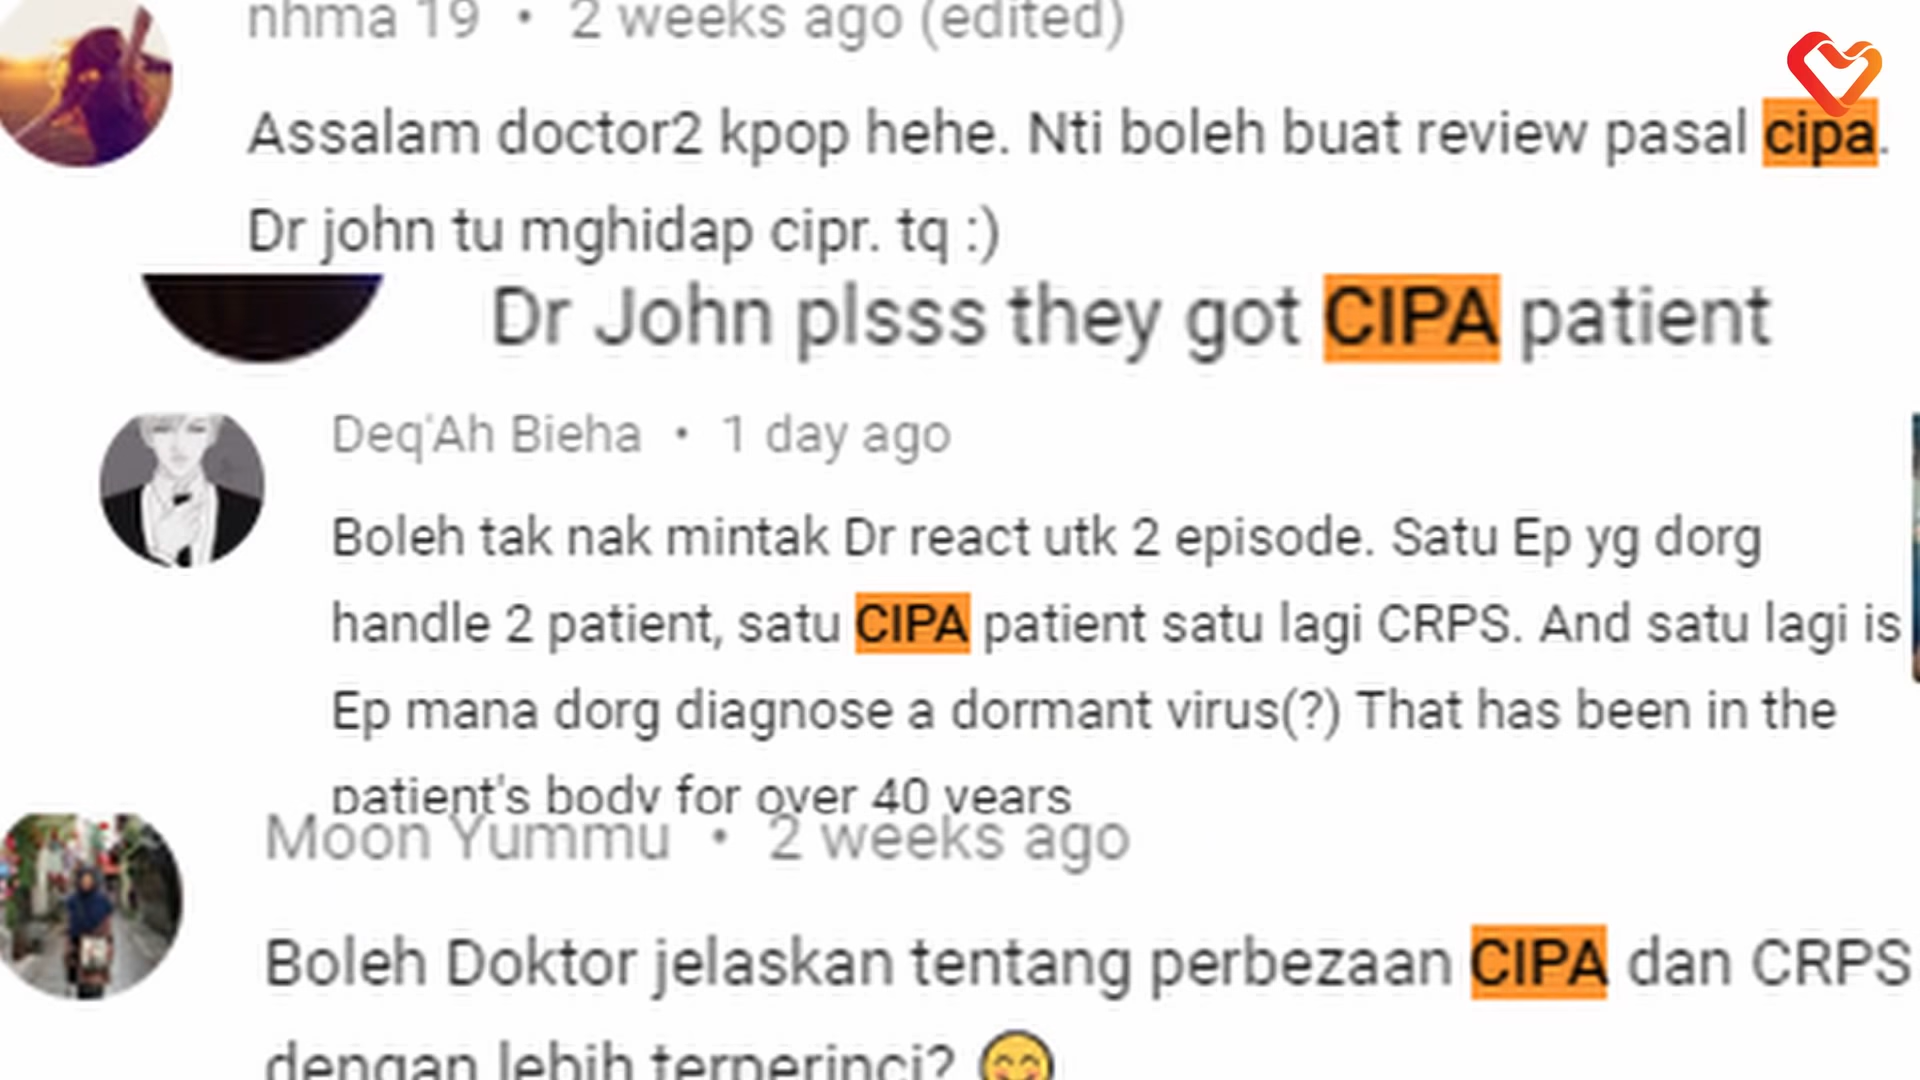 nhma 19 • 2 weeks ago (edited)
Assalam doctor2 kpop hehe. Nti boleh buat review pasal cipa.
Dr john tu mghidap cipr. tq :)
Dr John plsss they got CIPA patient
Deq'Ah Bieha • 1 day ago
Boleh tak nak mintak Dr react utk 2 episode. Satu Ep yg dorg
handle 2 patient, satu CIPA patient satu lagi CRPS. And satu lagi is
Ep mana dorg diagnose a dormant virus(?) That has been in the
patient's body for over 40 years
Moon Yummu • 2 weeks ago
Boleh Doktor jelaskan tentang perbezaan CIPA dan CRPS
dengan lebih terperinci? 😊